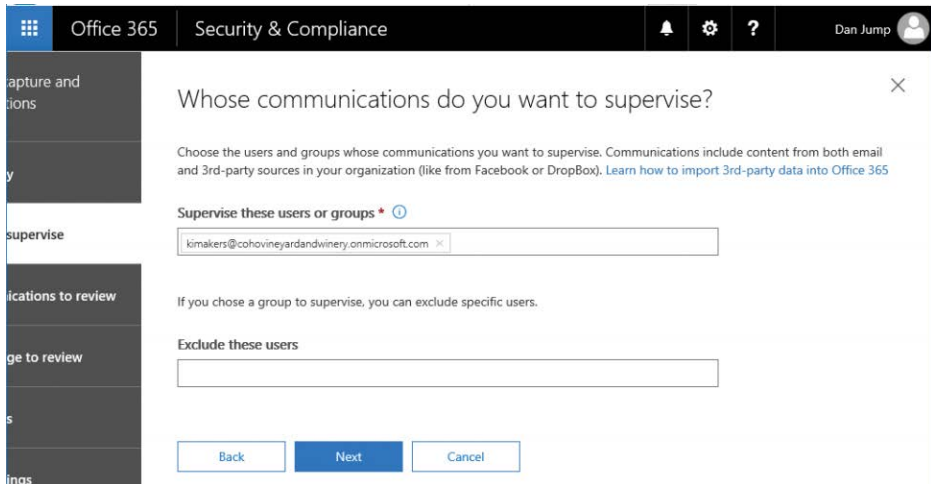 Office 365 Security & Compliance ? Dan Jump
apture and
tions
y
supervise
ications to review
ge to review
s
ings
Whose communications do you want to supervise?
Choose the users and groups whose communications you want to supervise. Communications include content from both email
and 3rd-party sources in your organization (like from Facebook or DropBox). Learn how to import 3rd-party data into Office 365
Supervise these users or groups *
kimakers@cohovineyardandwinery.onmicrosoft.com
If you chose a group to supervise, you can exclude specific users.
Exclude these users
Back Next Cancel